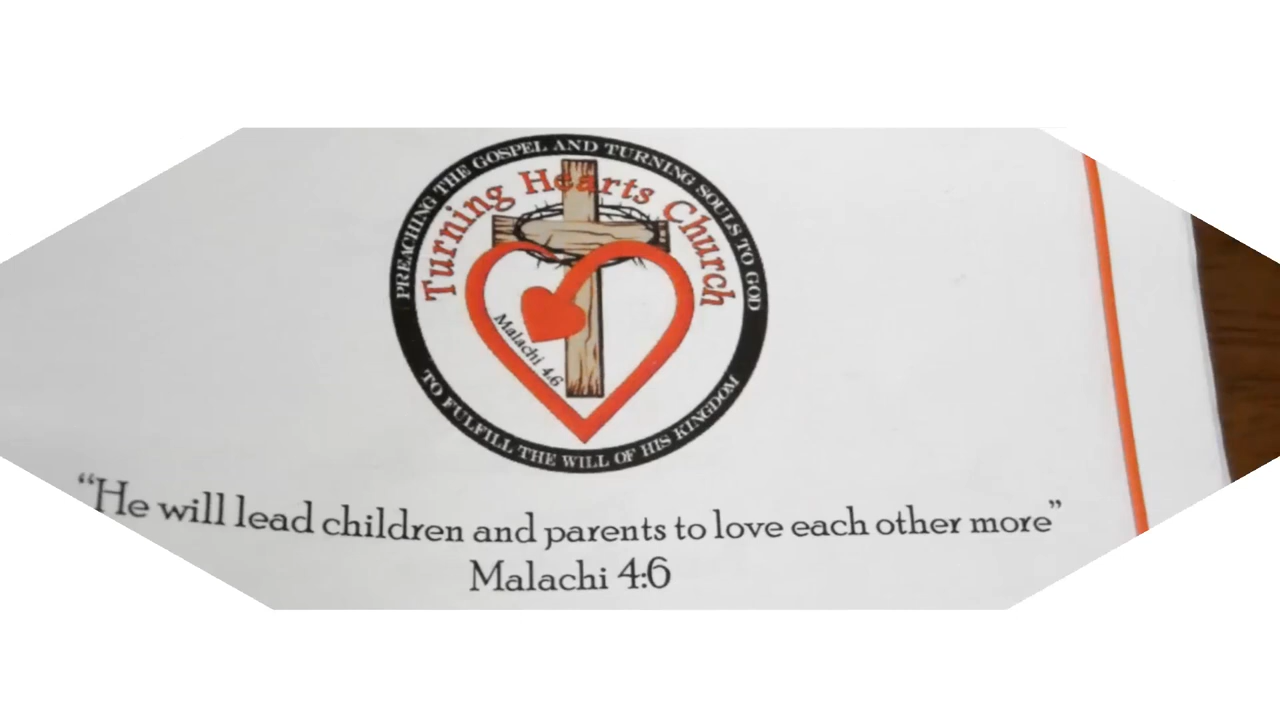 PREACHING THE GOSPEL AND TURNING SOULS TO GOD
Turning Hearts Church
Malachi 4.6
TO FULFILL THE WILL OF HIS KINGDOM
“He will lead children and parents to love each other more”
Malachi 4:6